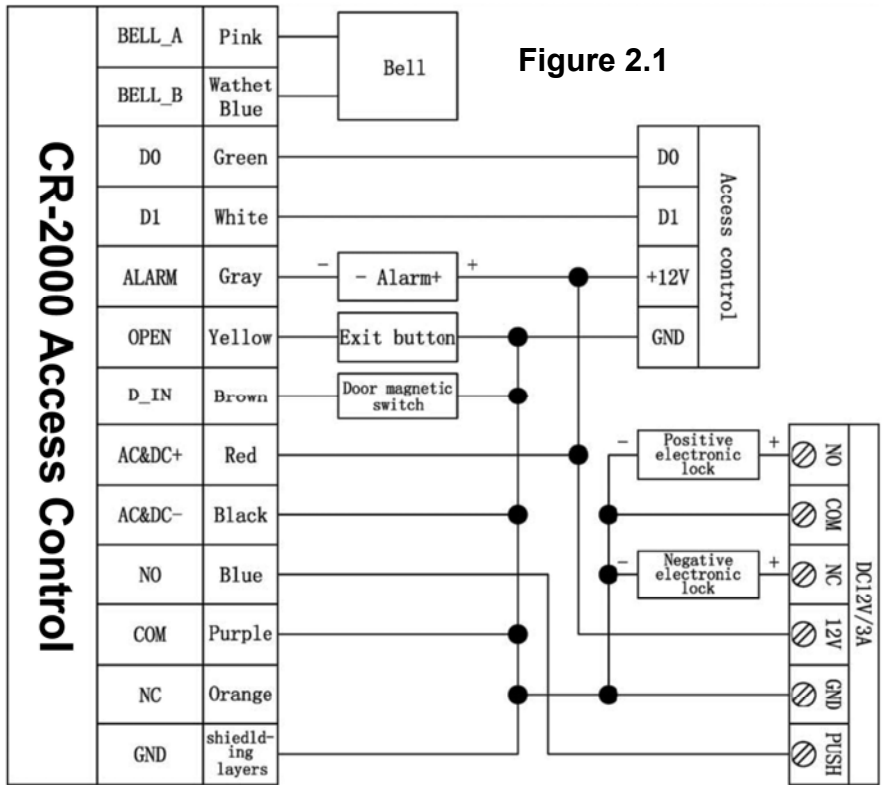 Figure 2.1
CR-2000 Access Control
BELL_A Pink
BELL_B Wathet
Blue
Bell
D0 Green
D1 White
ALARM Gray
- - Alarm+ +
OPEN Yellow
Exit button
D_IN Brown
Door magnetic
switch
AC&DC+ Red
AC&DC- Black
NO Blue
COM Purple
NC Orange
GND shiedld-
ing
layers
D0
D1
+12V
GND
Access control
- Positive +
electronic
lock
- Negative +
electronic
lock
NO
COM
NC
12V
GND
PUSH
DC12V/3A